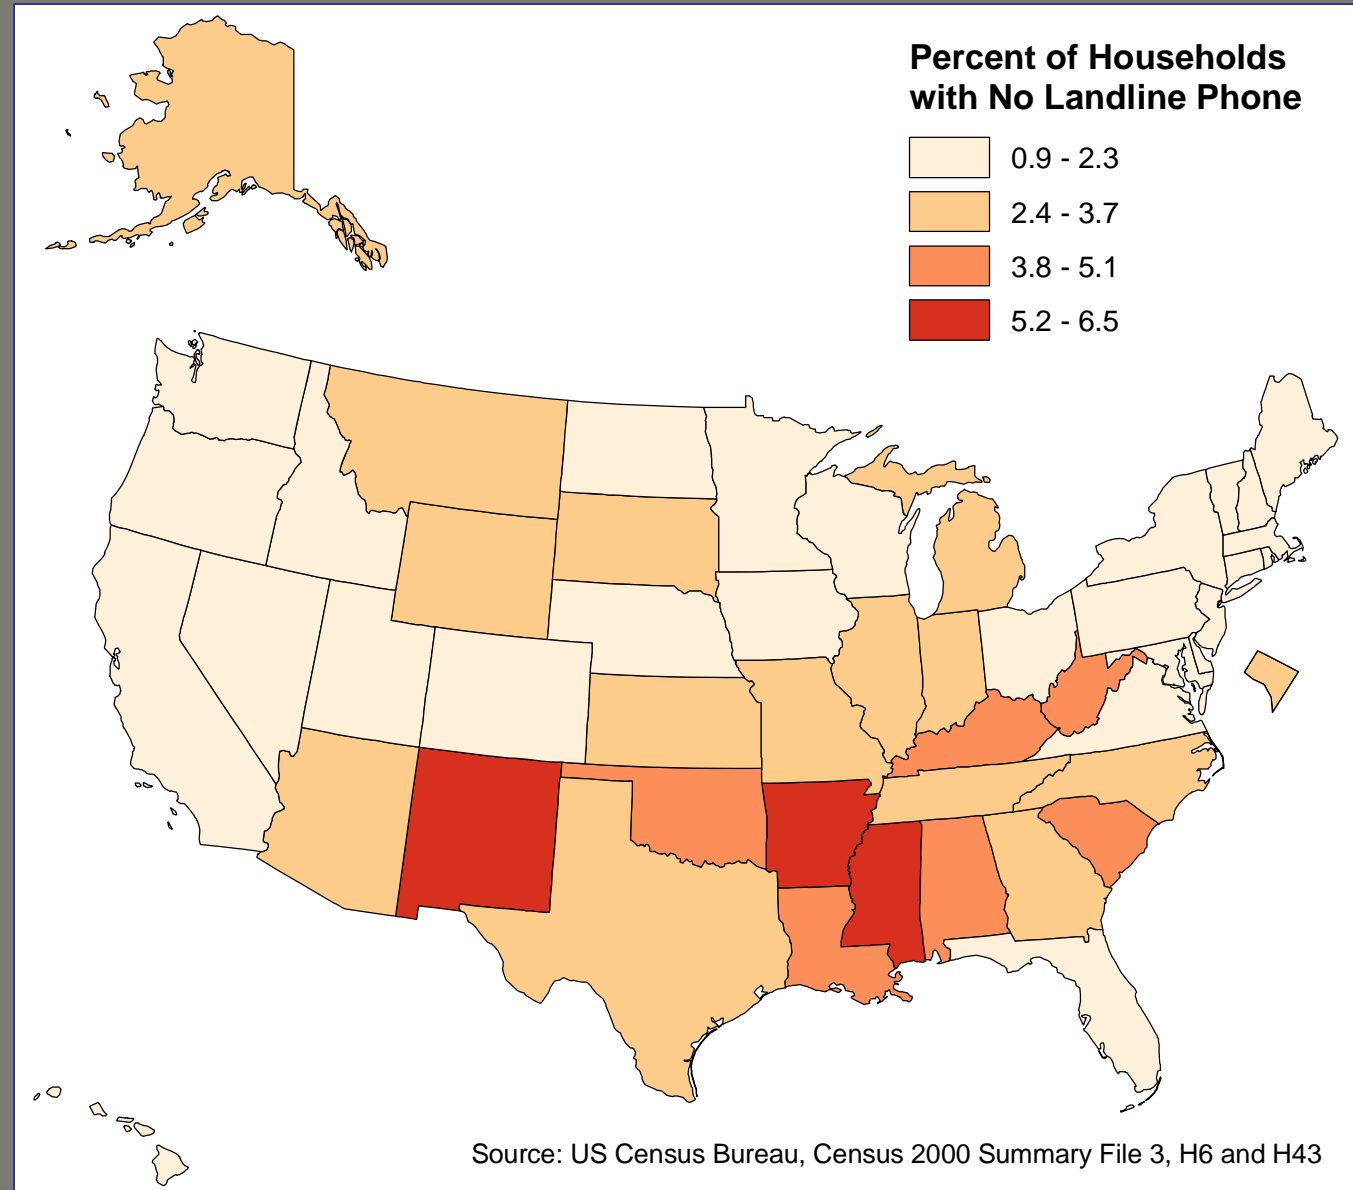 Percent of Households
with No Landline Phone
0.9 - 2.3
2.4 - 3.7
3.8 - 5.1
5.2 - 6.5
Source: US Census Bureau, Census 2000 Summary File 3, H6 and H43